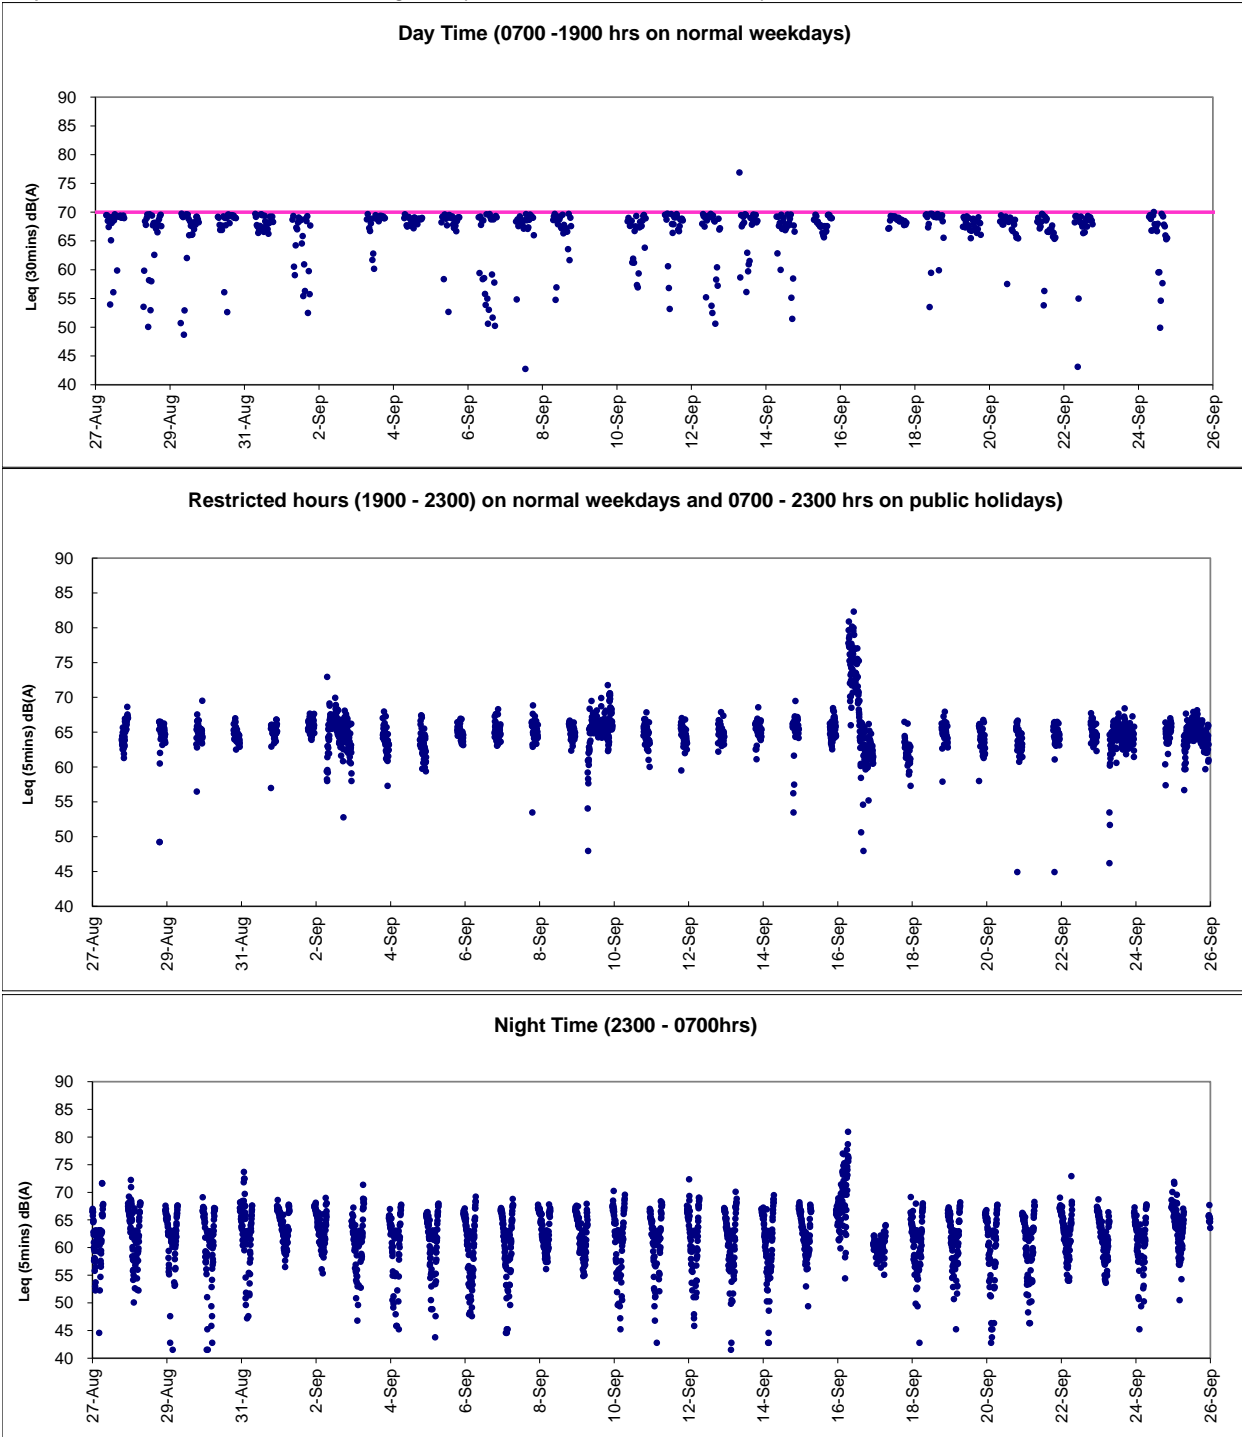 Day Time (0700 -1900 hrs on normal weekdays)
90
85
80
75
70
65
60
55
50
45
40
Leq (30mins) dB(A)
27-Aug
29-Aug
31-Aug
2-Sep
4-Sep
6-Sep
8-Sep
10-Sep
12-Sep
14-Sep
16-Sep
18-Sep
20-Sep
22-Sep
24-Sep
26-Sep
Restricted hours (1900 - 2300) on normal weekdays and 0700 - 2300 hrs on public holidays)
90
85
80
75
70
65
60
55
50
45
40
Leq (5mins) dB(A)
27-Aug
29-Aug
31-Aug
2-Sep
4-Sep
6-Sep
8-Sep
10-Sep
12-Sep
14-Sep
16-Sep
18-Sep
20-Sep
22-Sep
24-Sep
26-Sep
Night Time (2300 - 0700hrs)
90
85
80
75
70
65
60
55
50
45
40
Leq (5mins) dB(A)
27-Aug
29-Aug
31-Aug
2-Sep
4-Sep
6-Sep
8-Sep
10-Sep
12-Sep
14-Sep
16-Sep
18-Sep
20-Sep
22-Sep
24-Sep
26-Sep